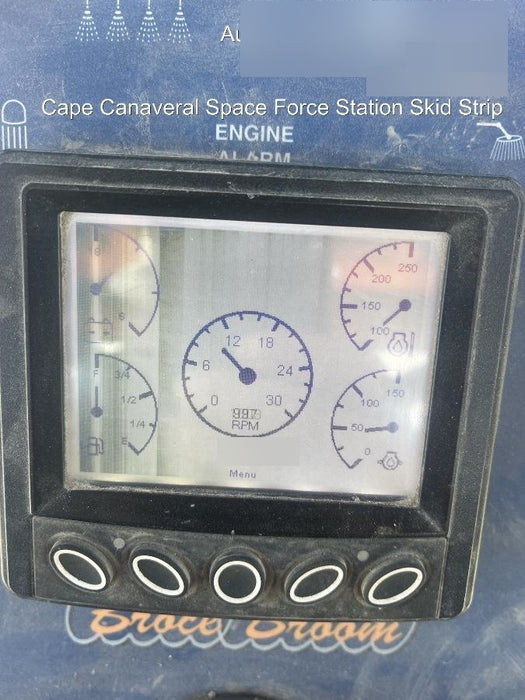 Cape Canaveral Space Force Station Skid Strip
ENGINE
ALARM
250
200
150
100
12 18
6 24
0 30
RPM
F 3/4
1/2
1/4
E
150
100
50
0
Menu
Broce Broom